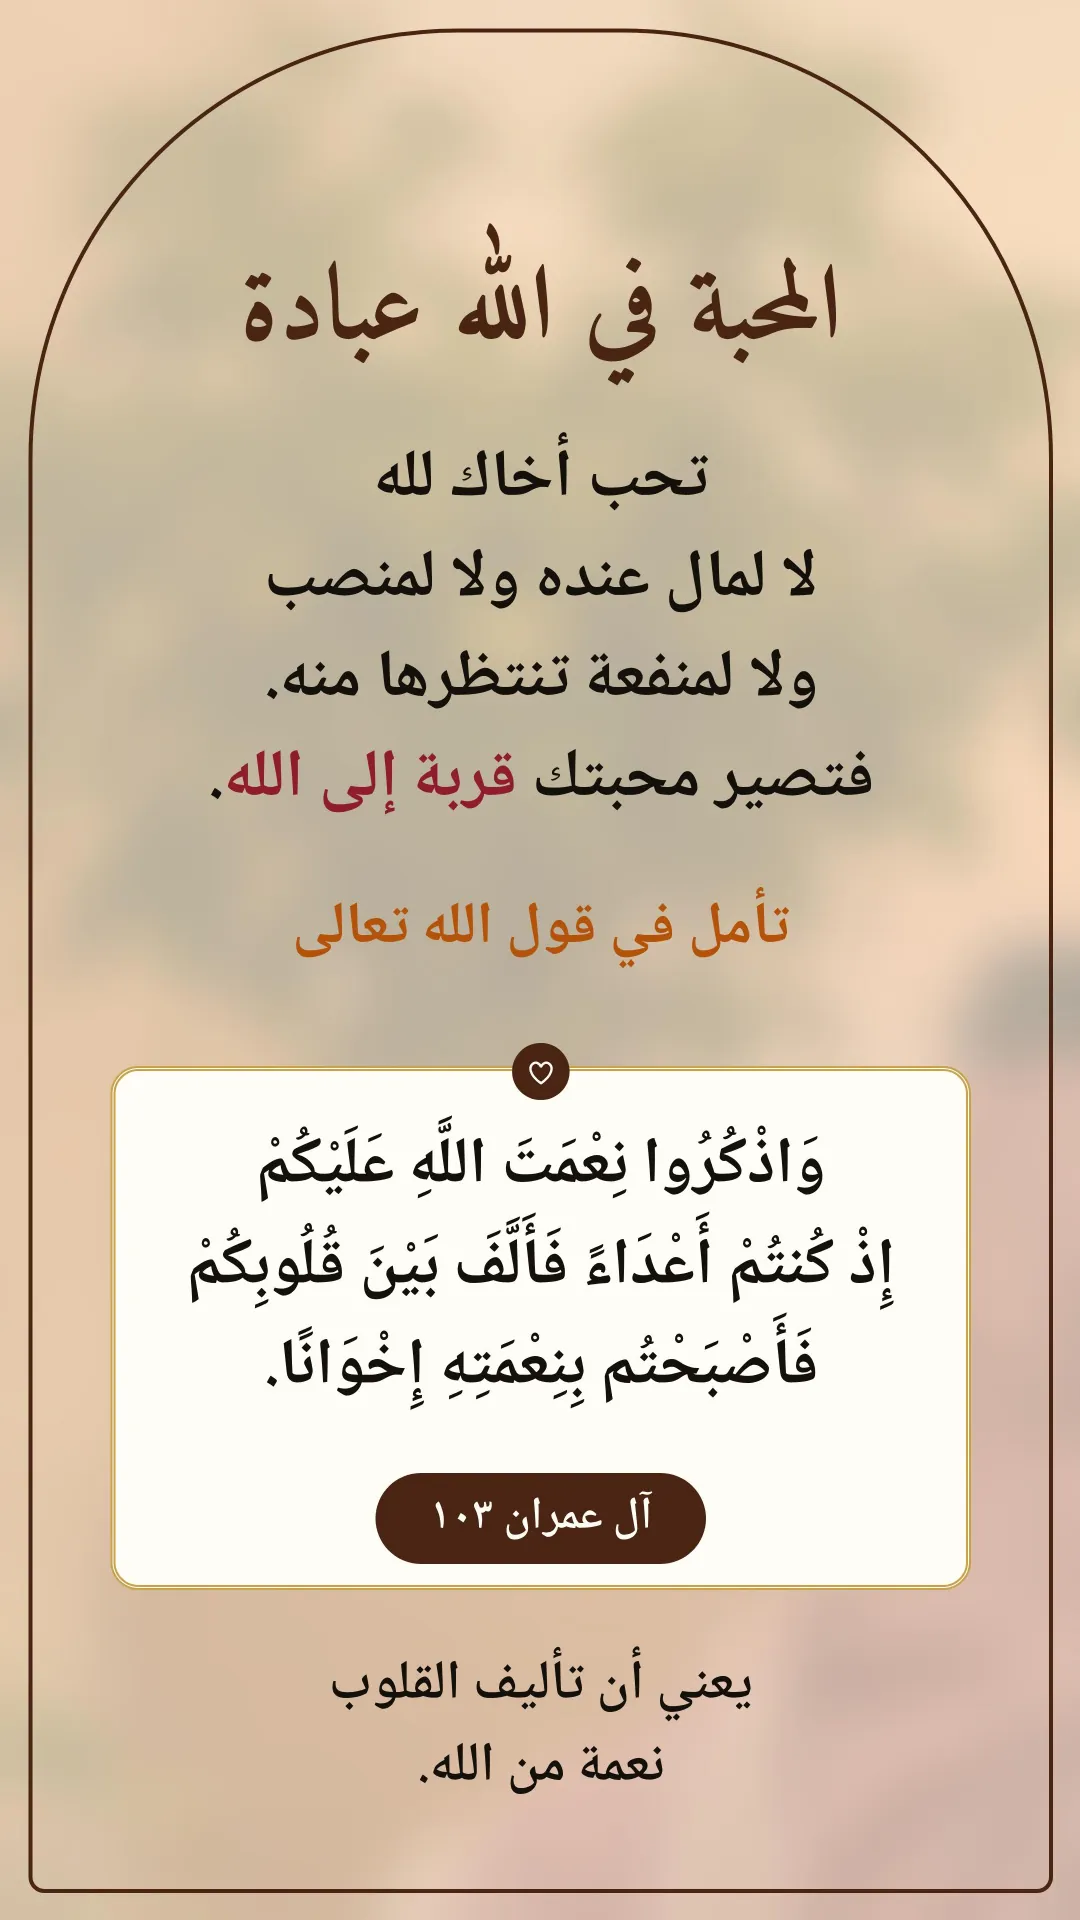 المحبة في الله عبادة
تحب أخاك لله
لا لمال عنده ولا لمنصب
ولا لمنفعة تنتظرها منه.
فتصير محبتك قربة إلى الله.
تأمل في قول الله تعالى
وَاذْكُرُوا نِعْمَتَ اللَّهِ عَلَيْكُمْ
إِذْ كُنتُمْ أَعْدَاءً فَأَلَّفَ بَيْنَ قُلُوبِكُمْ
فَأَصْبَحْتُم بِنِعْمَتِهِ إِخْوَانًا.
آل عمران ١٠٣
يعني أن تأليف القلوب
نعمة من الله.